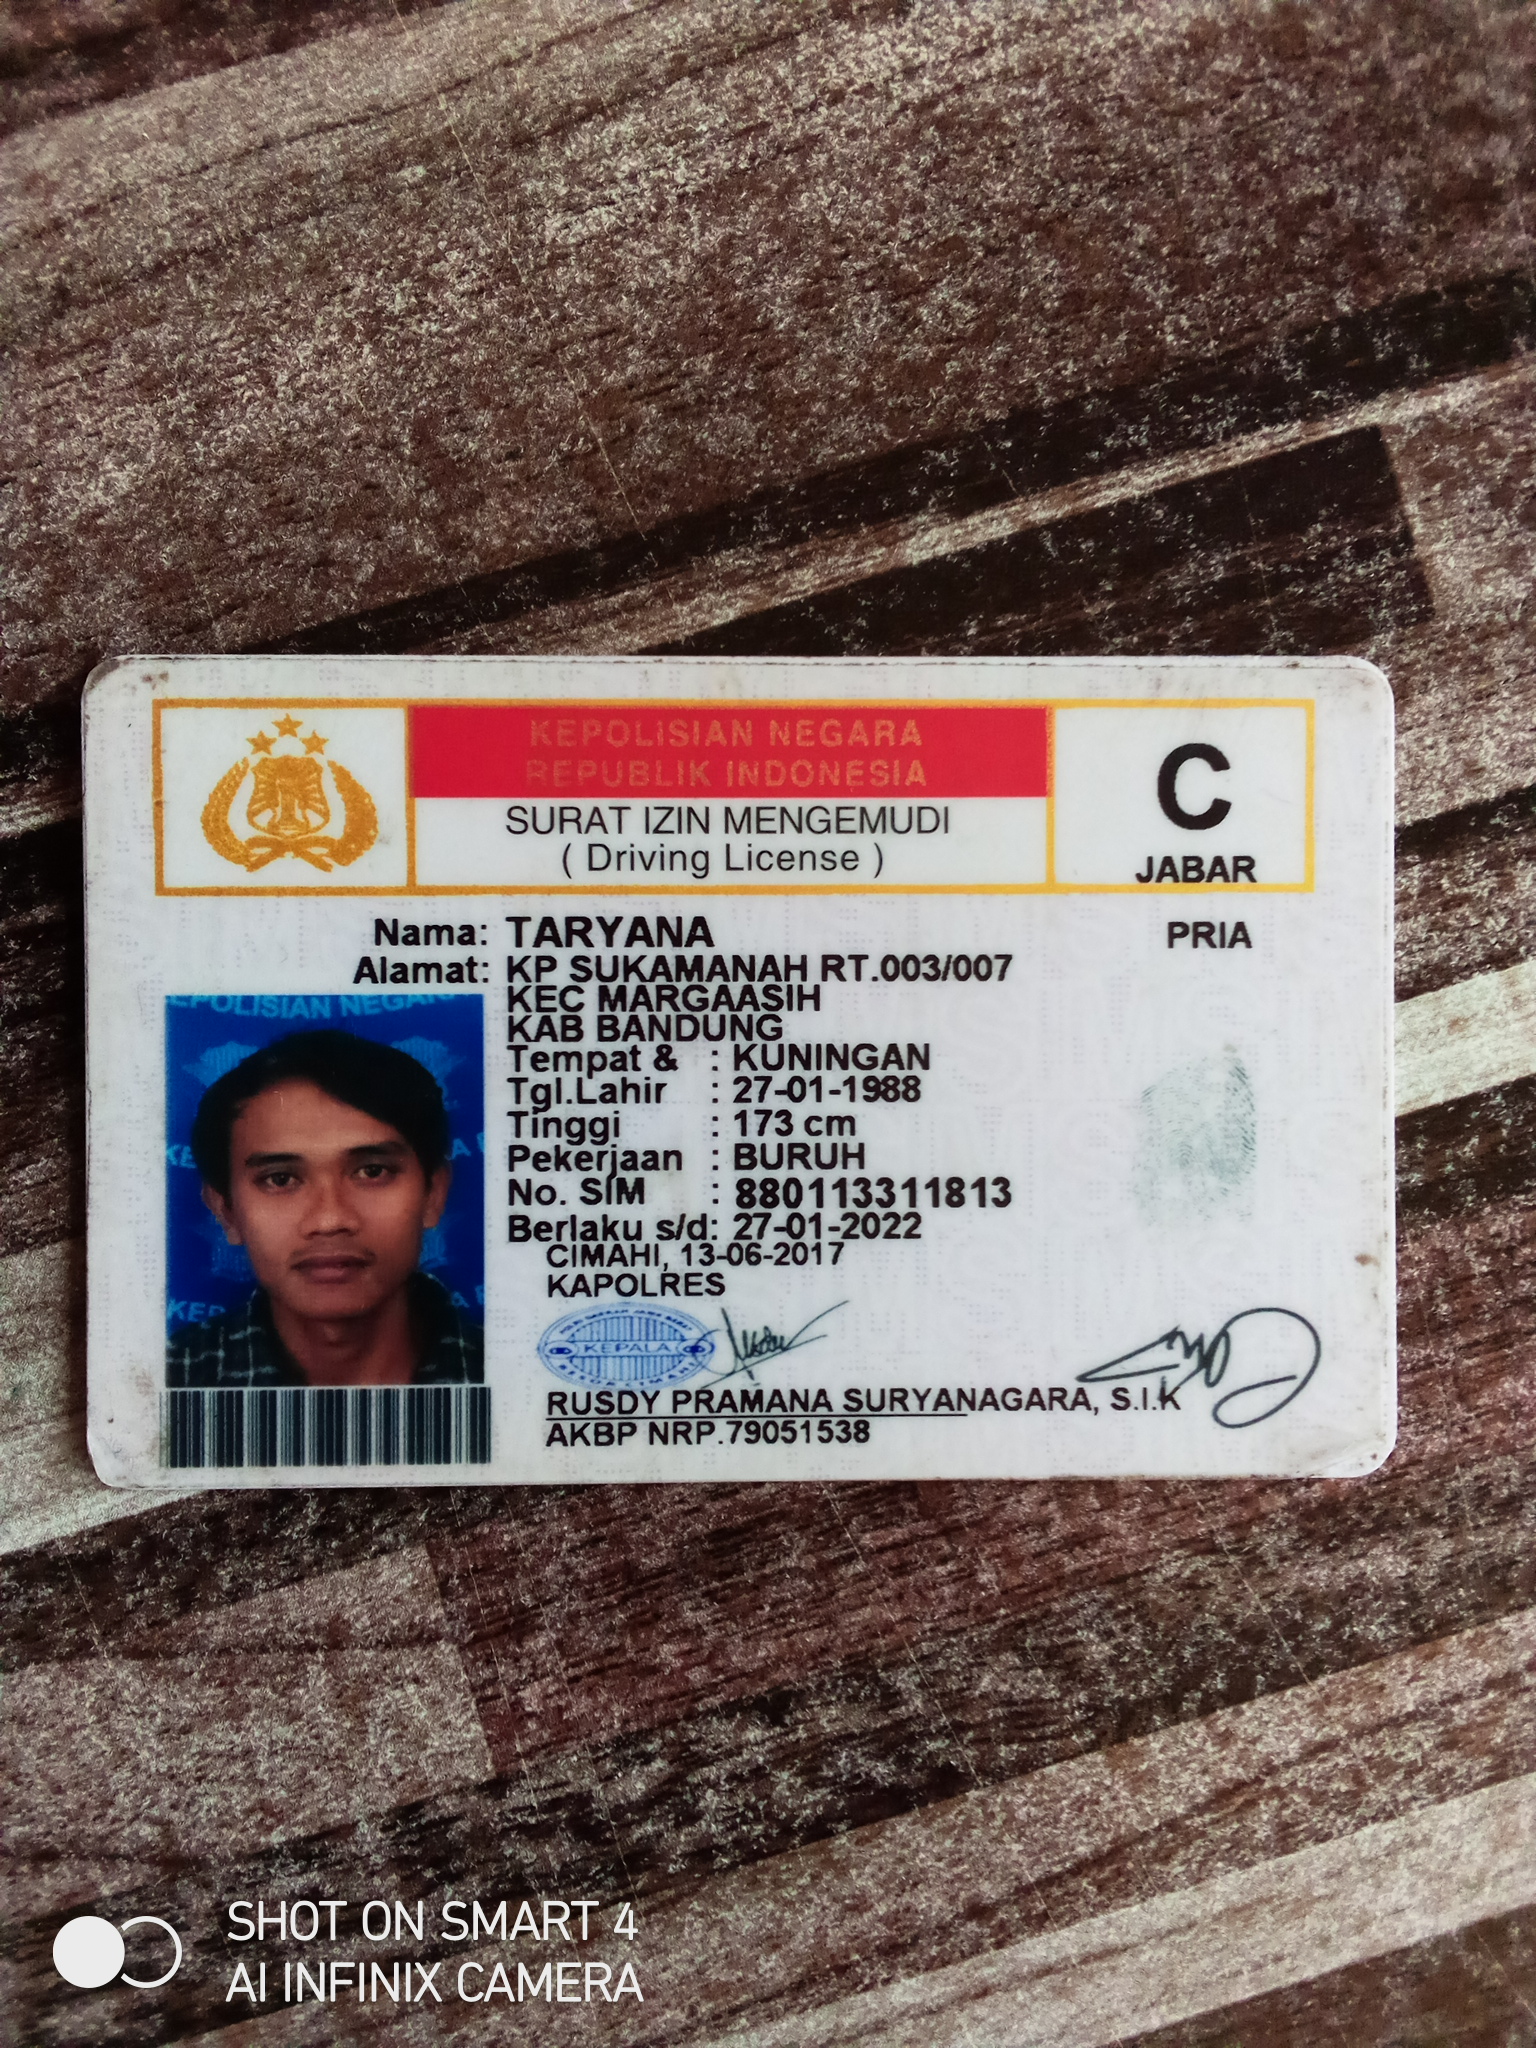 KEPOLISIAN NEGARA
REPUBLIK INDONESIA
SURAT IZIN MENGEMUDI
( Driving License )
C
JABAR
Nama: TARYANA
PRIA
Alamat: KP SUKAMANAH RT.003/007
KEC MARGAASIH
KAB BANDUNG
Tempat & : KUNINGAN
Tgl.Lahir : 27-01-1988
Tinggi : 173 cm
Pekerjaan : BURUH
No. SIM : 880113311813
Berlaku s/d: 27-01-2022
CIMAHI, 13-06-2017
KAPOLRES
KEPALA
RUSDY PRAMANA SURYANAGARA, S.I.K
AKBP NRP.79051538
SHOT ON SMART 4
AI INFINIX CAMERA